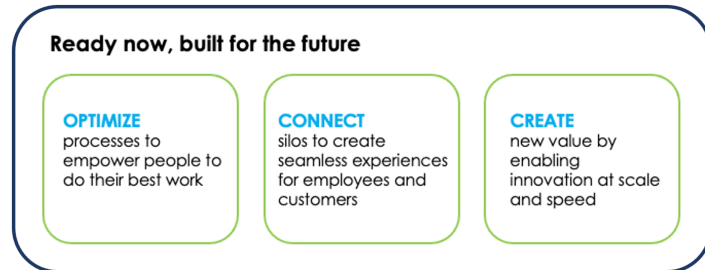 Ready now, built for the future
OPTIMIZE
processes to
empower people to
do their best work
CONNECT
silos to create
seamless experiences
for employees and
customers
CREATE
new value by
enabling
innovation at scale
and speed